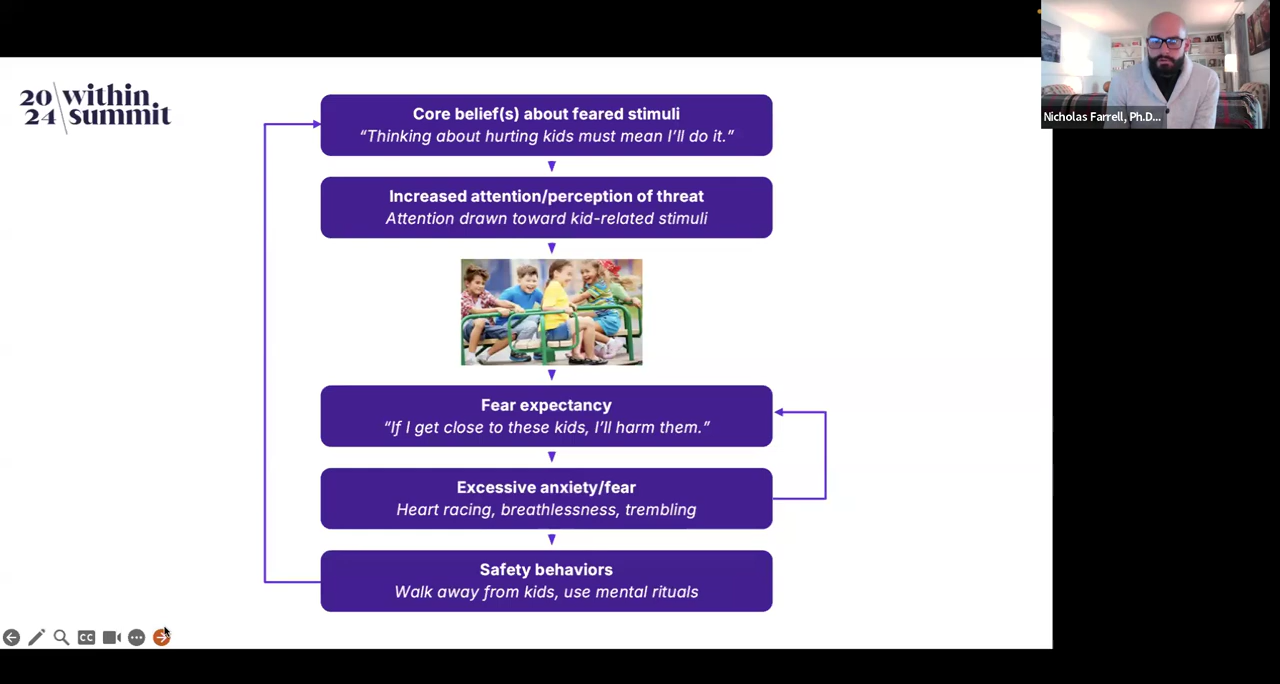 20 within
24 summit
Core belief(s) about feared stimuli
“Thinking about hurting kids must mean I’ll do it.”
Increased attention/perception of threat
Attention drawn toward kid-related stimuli
Fear expectancy
“If I get close to these kids, I’ll harm them.”
Excessive anxiety/fear
Heart racing, breathlessness, trembling
Safety behaviors
Walk away from kids, use mental rituals
CC
Nicholas Farrell, Ph.D...